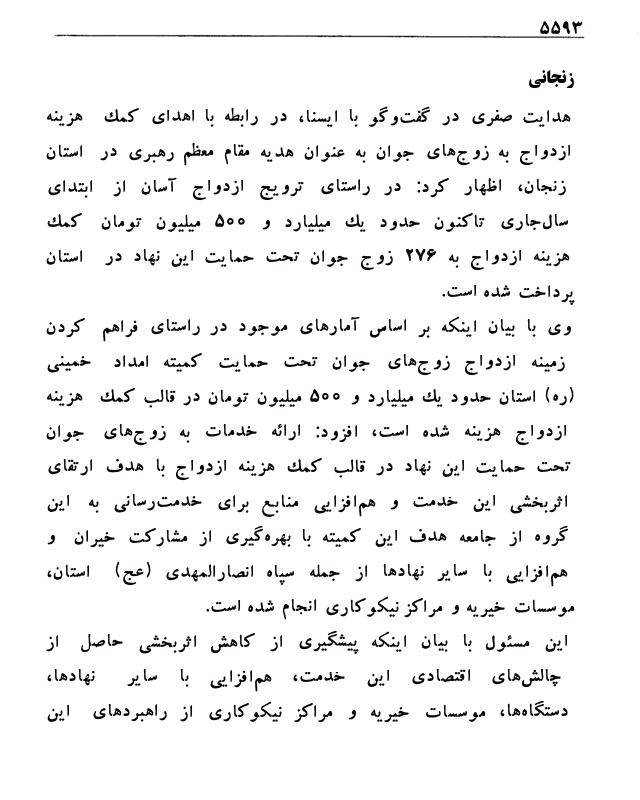 ۵۵۹۳
زنجانی
هدایت صفری در گفت‌وگو با ایسنا، در رابطه با اهدای کمك هزینه
ازدواج به زوج‌های جوان به عنوان هدیه مقام معظم رهبری در استان
زنجان، اظهار کرد: در راستای ترویج ازدواج آسان از ابتدای
سال‌جاری تاکنون حدود یك میلیارد و ۵۰۰ میلیون تومان کمك
هزینه ازدواج به ۲۷۶ زوج جوان تحت حمایت این نهاد در استان
پرداخت شده است.
وی با بیان اینکه بر اساس آمارهای موجود در راستای فراهم کردن
زمینه ازدواج زوج‌های جوان تحت حمایت کمیته امداد خمینی
(ره) استان حدود یك میلیارد و ۵۰۰ میلیون تومان در قالب کمك هزینه
ازدواج هزینه شده است، افزود: ارائه خدمات به زوج‌های جوان
تحت حمایت این نهاد در قالب کمك هزینه ازدواج با هدف ارتقای
اثربخشی این خدمت و هم‌افزایی منابع برای خدمت‌رسانی به این
گروه از جامعه هدف این کمیته با بهره‌گیری از مشارکت خیران و
هم‌افزایی با سایر نهادها از جمله سپاه انصارالمهدی (عج) استان،
موسسات خیریه و مراکز نیکوکاری انجام شده است.
این مسئول با بیان اینکه پیشگیری از کاهش اثربخشی حاصل از
چالش‌های اقتصادی این خدمت، هم‌افزایی با سایر نهادها،
دستگاه‌ها، موسسات خیریه و مراکز نیکوکاری از راهبردهای این